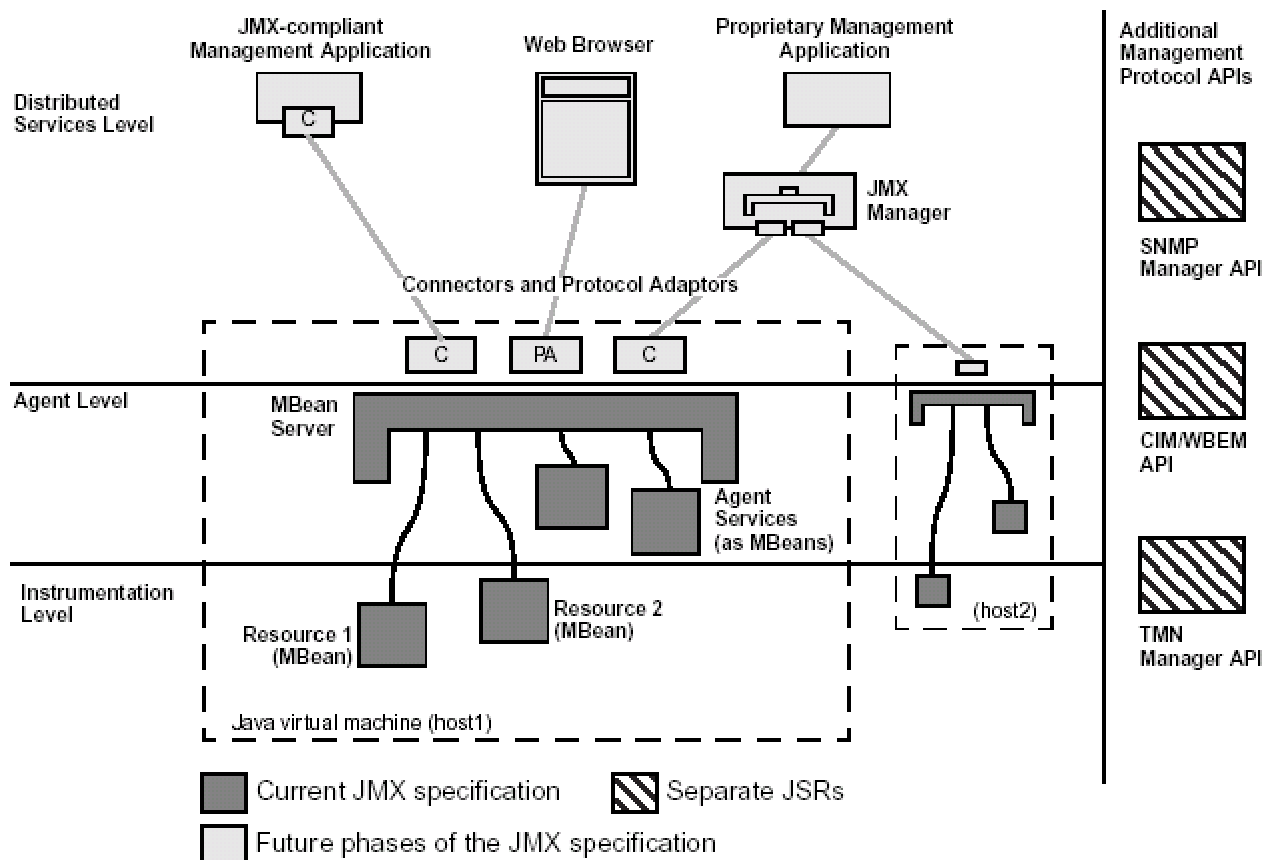 JMX-compliant
Management Application
Web Browser
Proprietary Management
Application
Additional
Management
Protocol APIs
Distributed
Services Level
C
JMX
Manager
SNMP
Manager API
Connectors and Protocol Adaptors
C
PA
C
Agent Level
MBean
Server
CIM/WBEM
API
Agent
Services
(as MBeans)
Instrumentation
Level
Resource 1
(MBean)
Resource 2
(MBean)
(host2)
TMN
Manager API
Java virtual machine (host1)
Current JMX specification
Separate JSRs
Future phases of the JMX specification